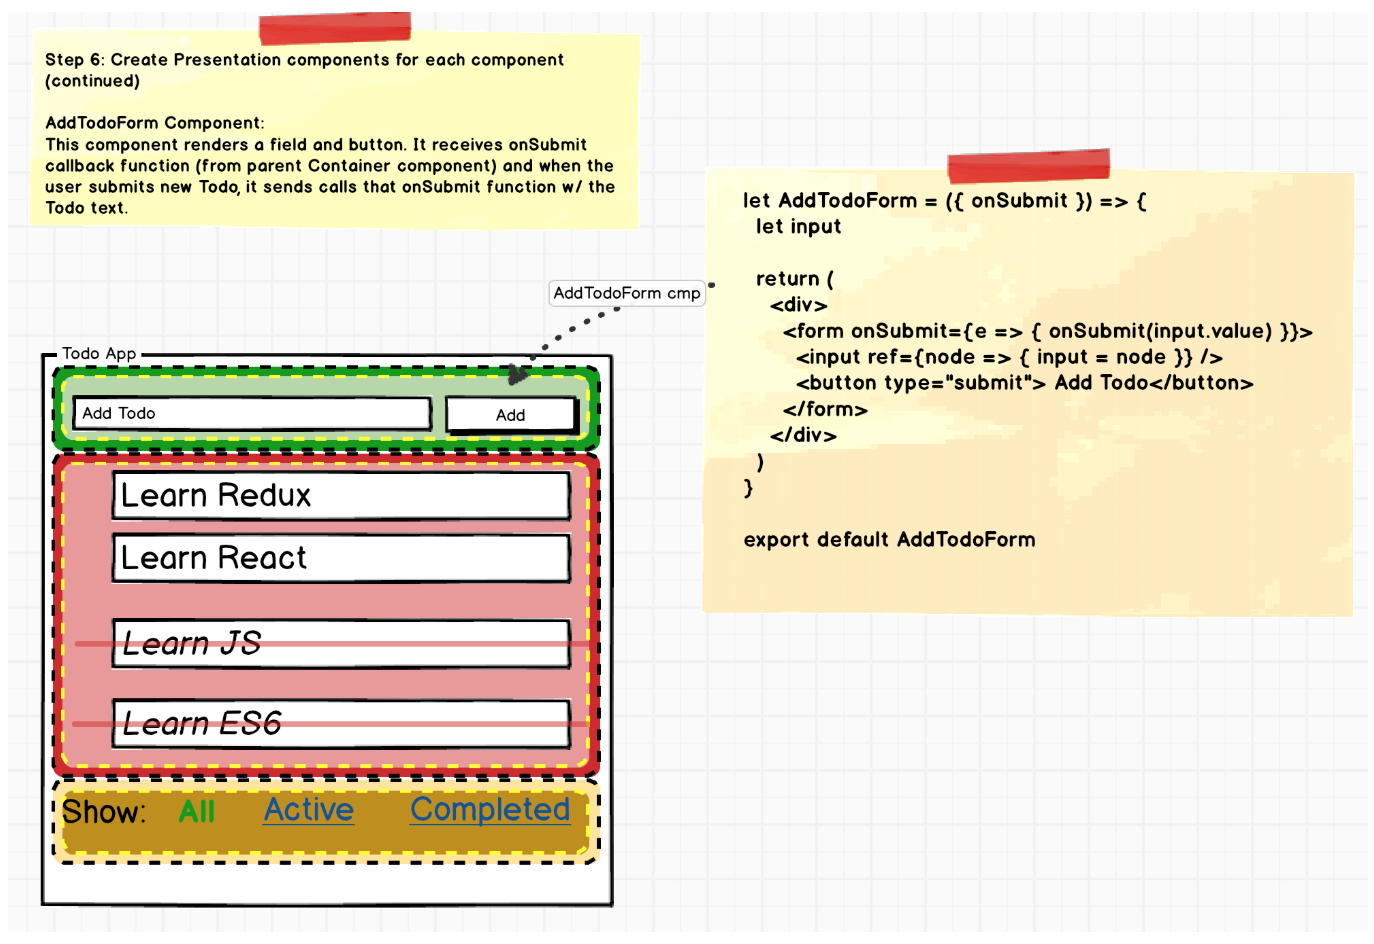 Step 6: Create Presentation components for each component
(continued)
AddTodoForm Component:
This component renders a field and button. It receives onSubmit
callback function (from parent Container component) and when the
user submits new Todo, it sends calls that onSubmit function w/ the
Todo text.
let AddTodoForm = ({ onSubmit }) => {
let input
return (
<div>
<form onSubmit={e => { onSubmit(input.value) }}>
<input ref={node => { input = node }} />
<button type="submit"> Add Todo</button>
</form>
</div>
)
}
export default AddTodoForm
AddTodoForm cmp
Todo App
Add Todo
Add
Learn Redux
Learn React
Learn JS
Learn ES6
Show: All Active Completed